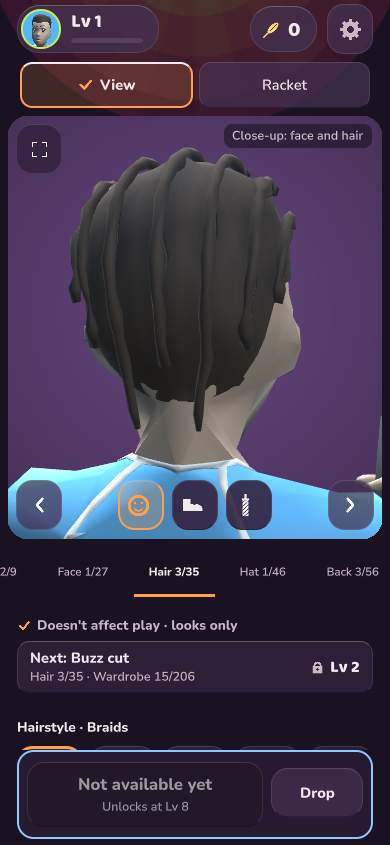 Lv 1
0
View
Racket
Close-up: face and hair
2/9
Face 1/27
Hair 3/35
Hat 1/46
Back 3/56
Doesn't affect play · looks only
Next: Buzz cut
Hair 3/35 · Wardrobe 15/206
Lv 2
Hairstyle · Braids
Not available yet
Unlocks at Lv 8
Drop